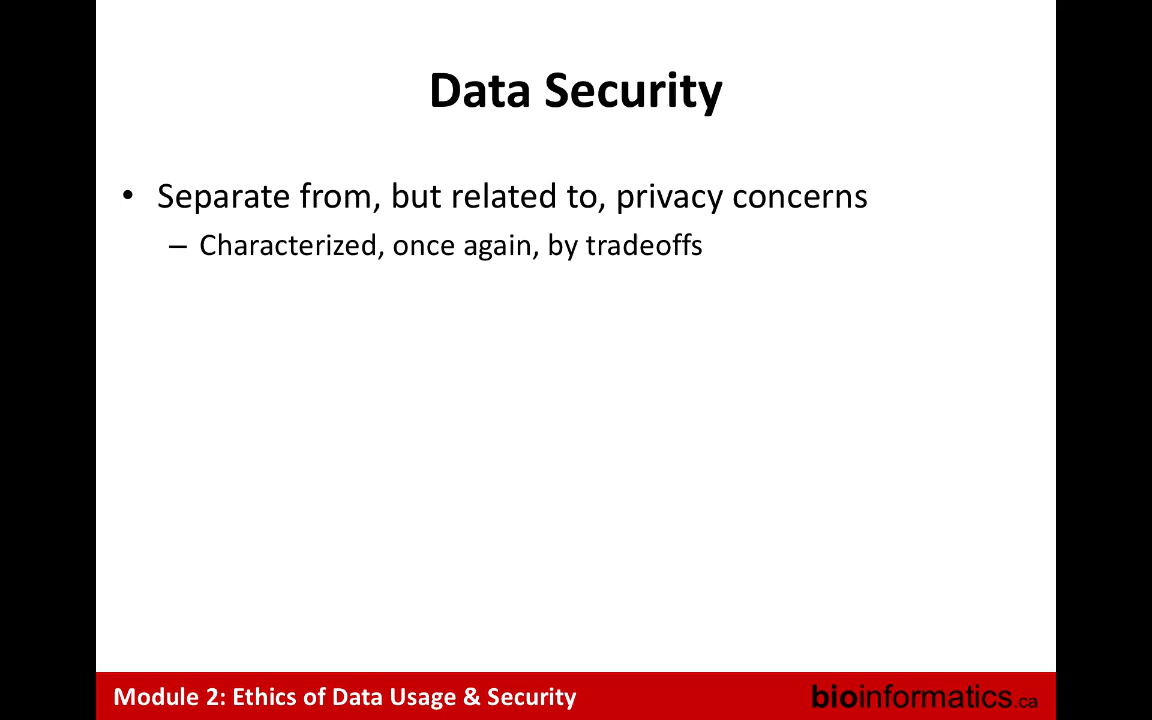 Data Security
• Separate from, but related to, privacy concerns
– Characterized, once again, by tradeoffs
Module 2: Ethics of Data Usage & Security
bioinformatics.ca